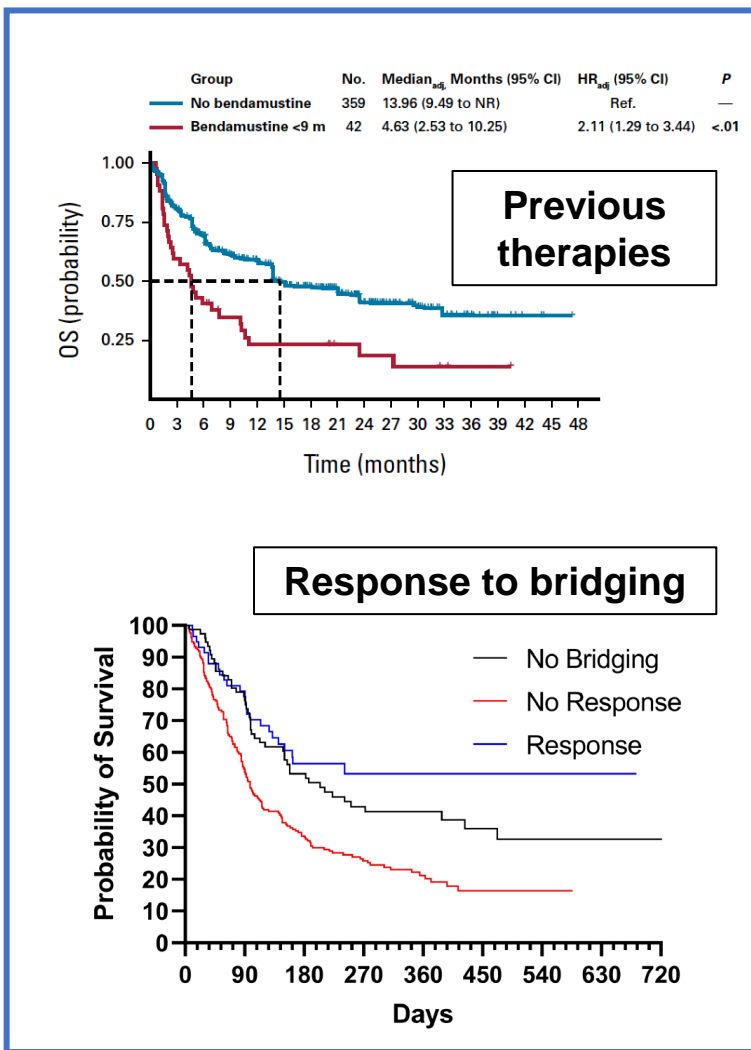 Group No. Median adj, Months (95% CI) HR adj (95% CI) P
No bendamustine 359 13.96 (9.49 to NR) Ref. —
Bendamustine <9 m 42 4.63 (2.53 to 10.25) 2.11 (1.29 to 3.44) <.01
1.00
0.75
0.50
0.25
OS (probability)
Previous
therapies
0 3 6 9 12 15 18 21 24 27 30 33 36 39 42 45 48
Time (months)
Response to bridging
100
90
80
70
60
50
40
30
20
10
0
Probability of Survival
No Bridging
No Response
Response
0 90 180 270 360 450 540 630 720
Days